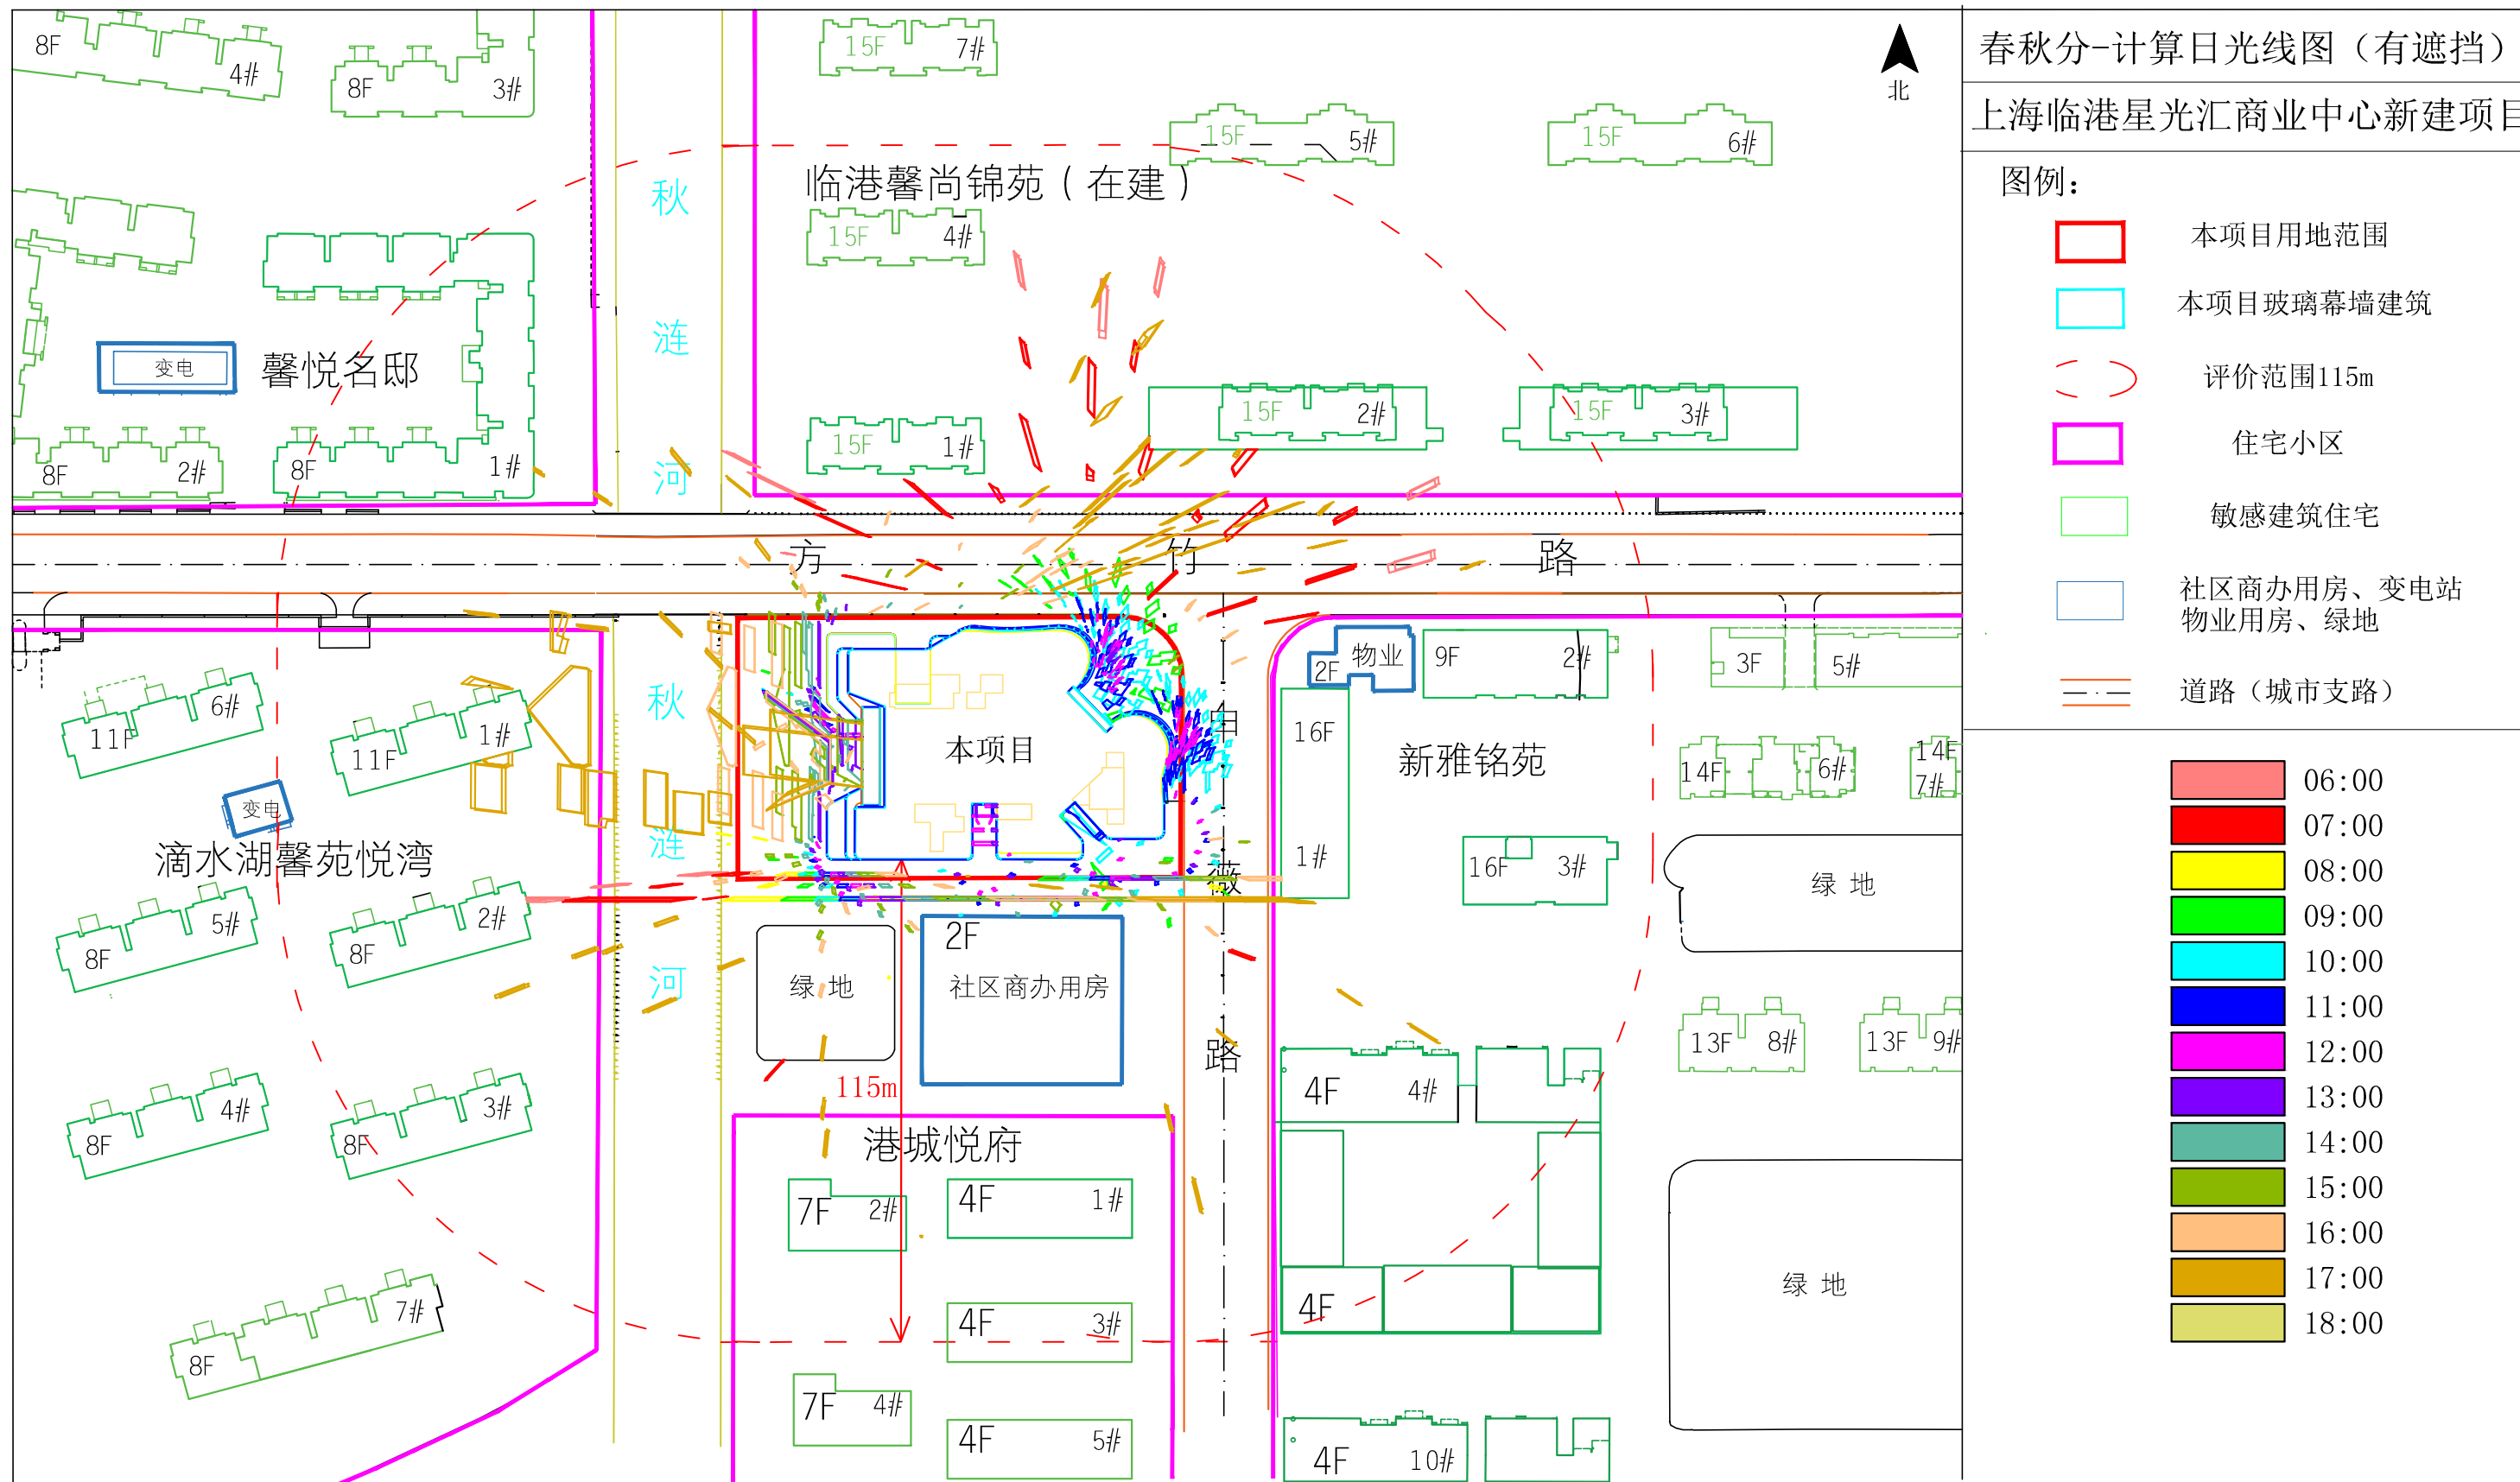 春秋分-计算日光线图（有遮挡）
上海临港星光汇商业中心新建项目
图例：
本项目用地范围
本项目玻璃幕墙建筑
评价范围115m
住宅小区
敏感建筑住宅
社区商办用房、变电站
物业用房、绿地
道路（城市支路）
06:00
07:00
08:00
09:00
10:00
11:00
12:00
13:00
14:00
15:00
16:00
17:00
18:00
北
8F
4#
8F
3#
变电
馨悦名邸
8F
2#
8F
1#
秋
涟
河
15F
7#
15F
5#
15F
6#
临港馨尚锦苑（在建）
15F
4#
15F
1#
15F
2#
15F
3#
方
竹
路
11F
6#
11F
1#
变电
滴水湖馨苑悦湾
8F
5#
8F
2#
8F
4#
8F
3#
8F
7#
秋
涟
河
本项目
甲
薇
路
2F
物业
9F
2#
16F
1#
新雅铭苑
16F
3#
3F
5#
14F
6#
14F
7#
绿 地
13F
8#
13F
9#
绿 地
绿 地
2F
社区商办用房
115m
港城悦府
7F
2#
4F
1#
4F
3#
7F
4#
4F
5#
4F
4#
4F
4F
10#